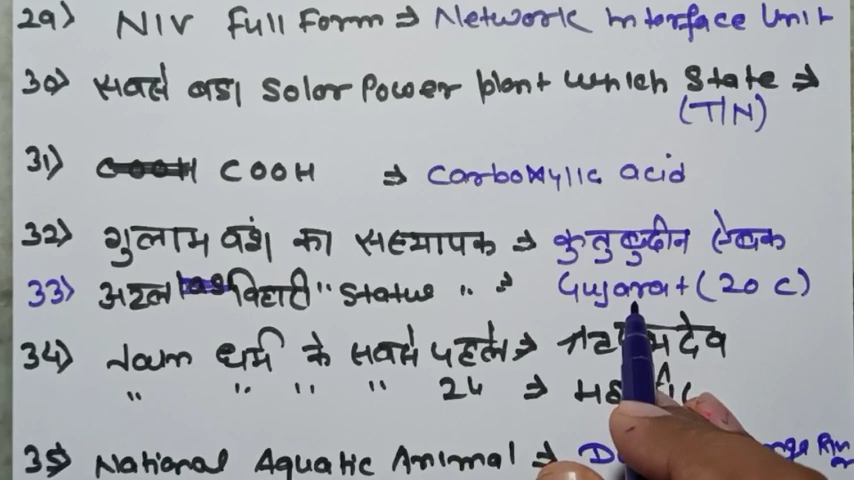 29) NIV Full Form ⇒ Network Interface Unit
30) सबसे बडा Solar Power plant which State ⇒
(T/N)
31) COOH ⇒ Carboxylic acid
32) गुलाम वंश का संस्थापक ⇒ कुतुबुद्दीन ऐबक
33) अटल बिहारी " Status " ⇒ Gujarat (20 C)
34) Jain धर्म के सबसे पहले ⇒
" " " " 24 ⇒
35) National Aquatic Animal ⇒